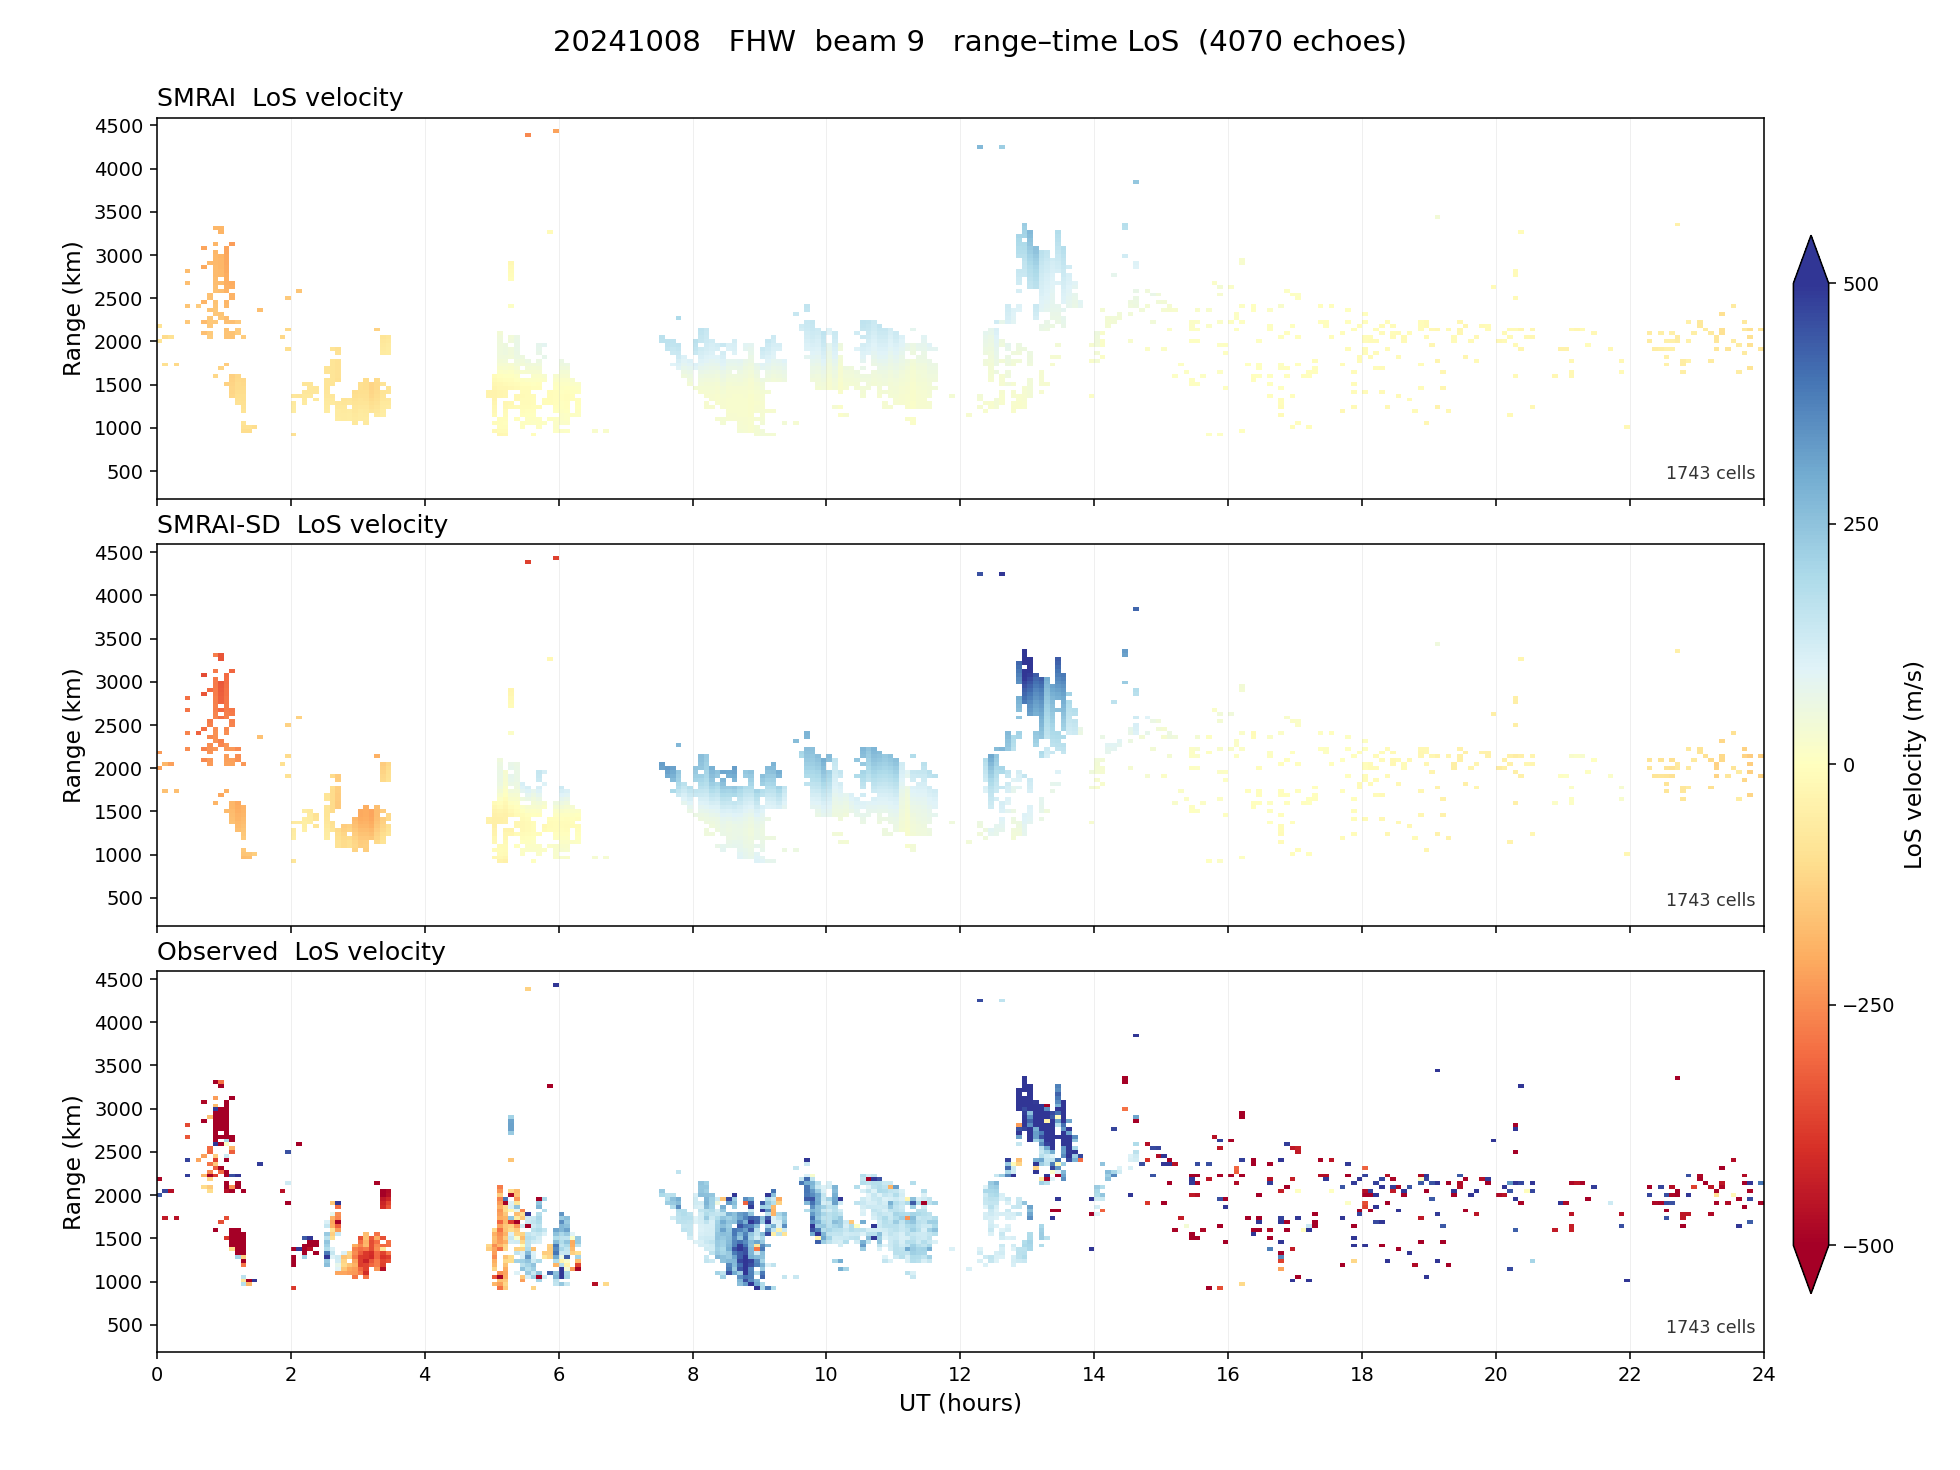 20241008   FHW  beam 9   range–time LoS  (4070 echoes)
SMRAI  LoS velocity
4500
4000
3500
3000
2500
2000
1500
1000
500
Range (km)
1743 cells
SMRAI-SD  LoS velocity
4500
4000
3500
3000
2500
2000
1500
1000
500
Range (km)
1743 cells
Observed  LoS velocity
4500
4000
3500
3000
2500
2000
1500
1000
500
Range (km)
1743 cells
0 2 4 6 8 10 12 14 16 18 20 22 24
UT (hours)
500
250
0
−250
−500
LoS velocity (m/s)